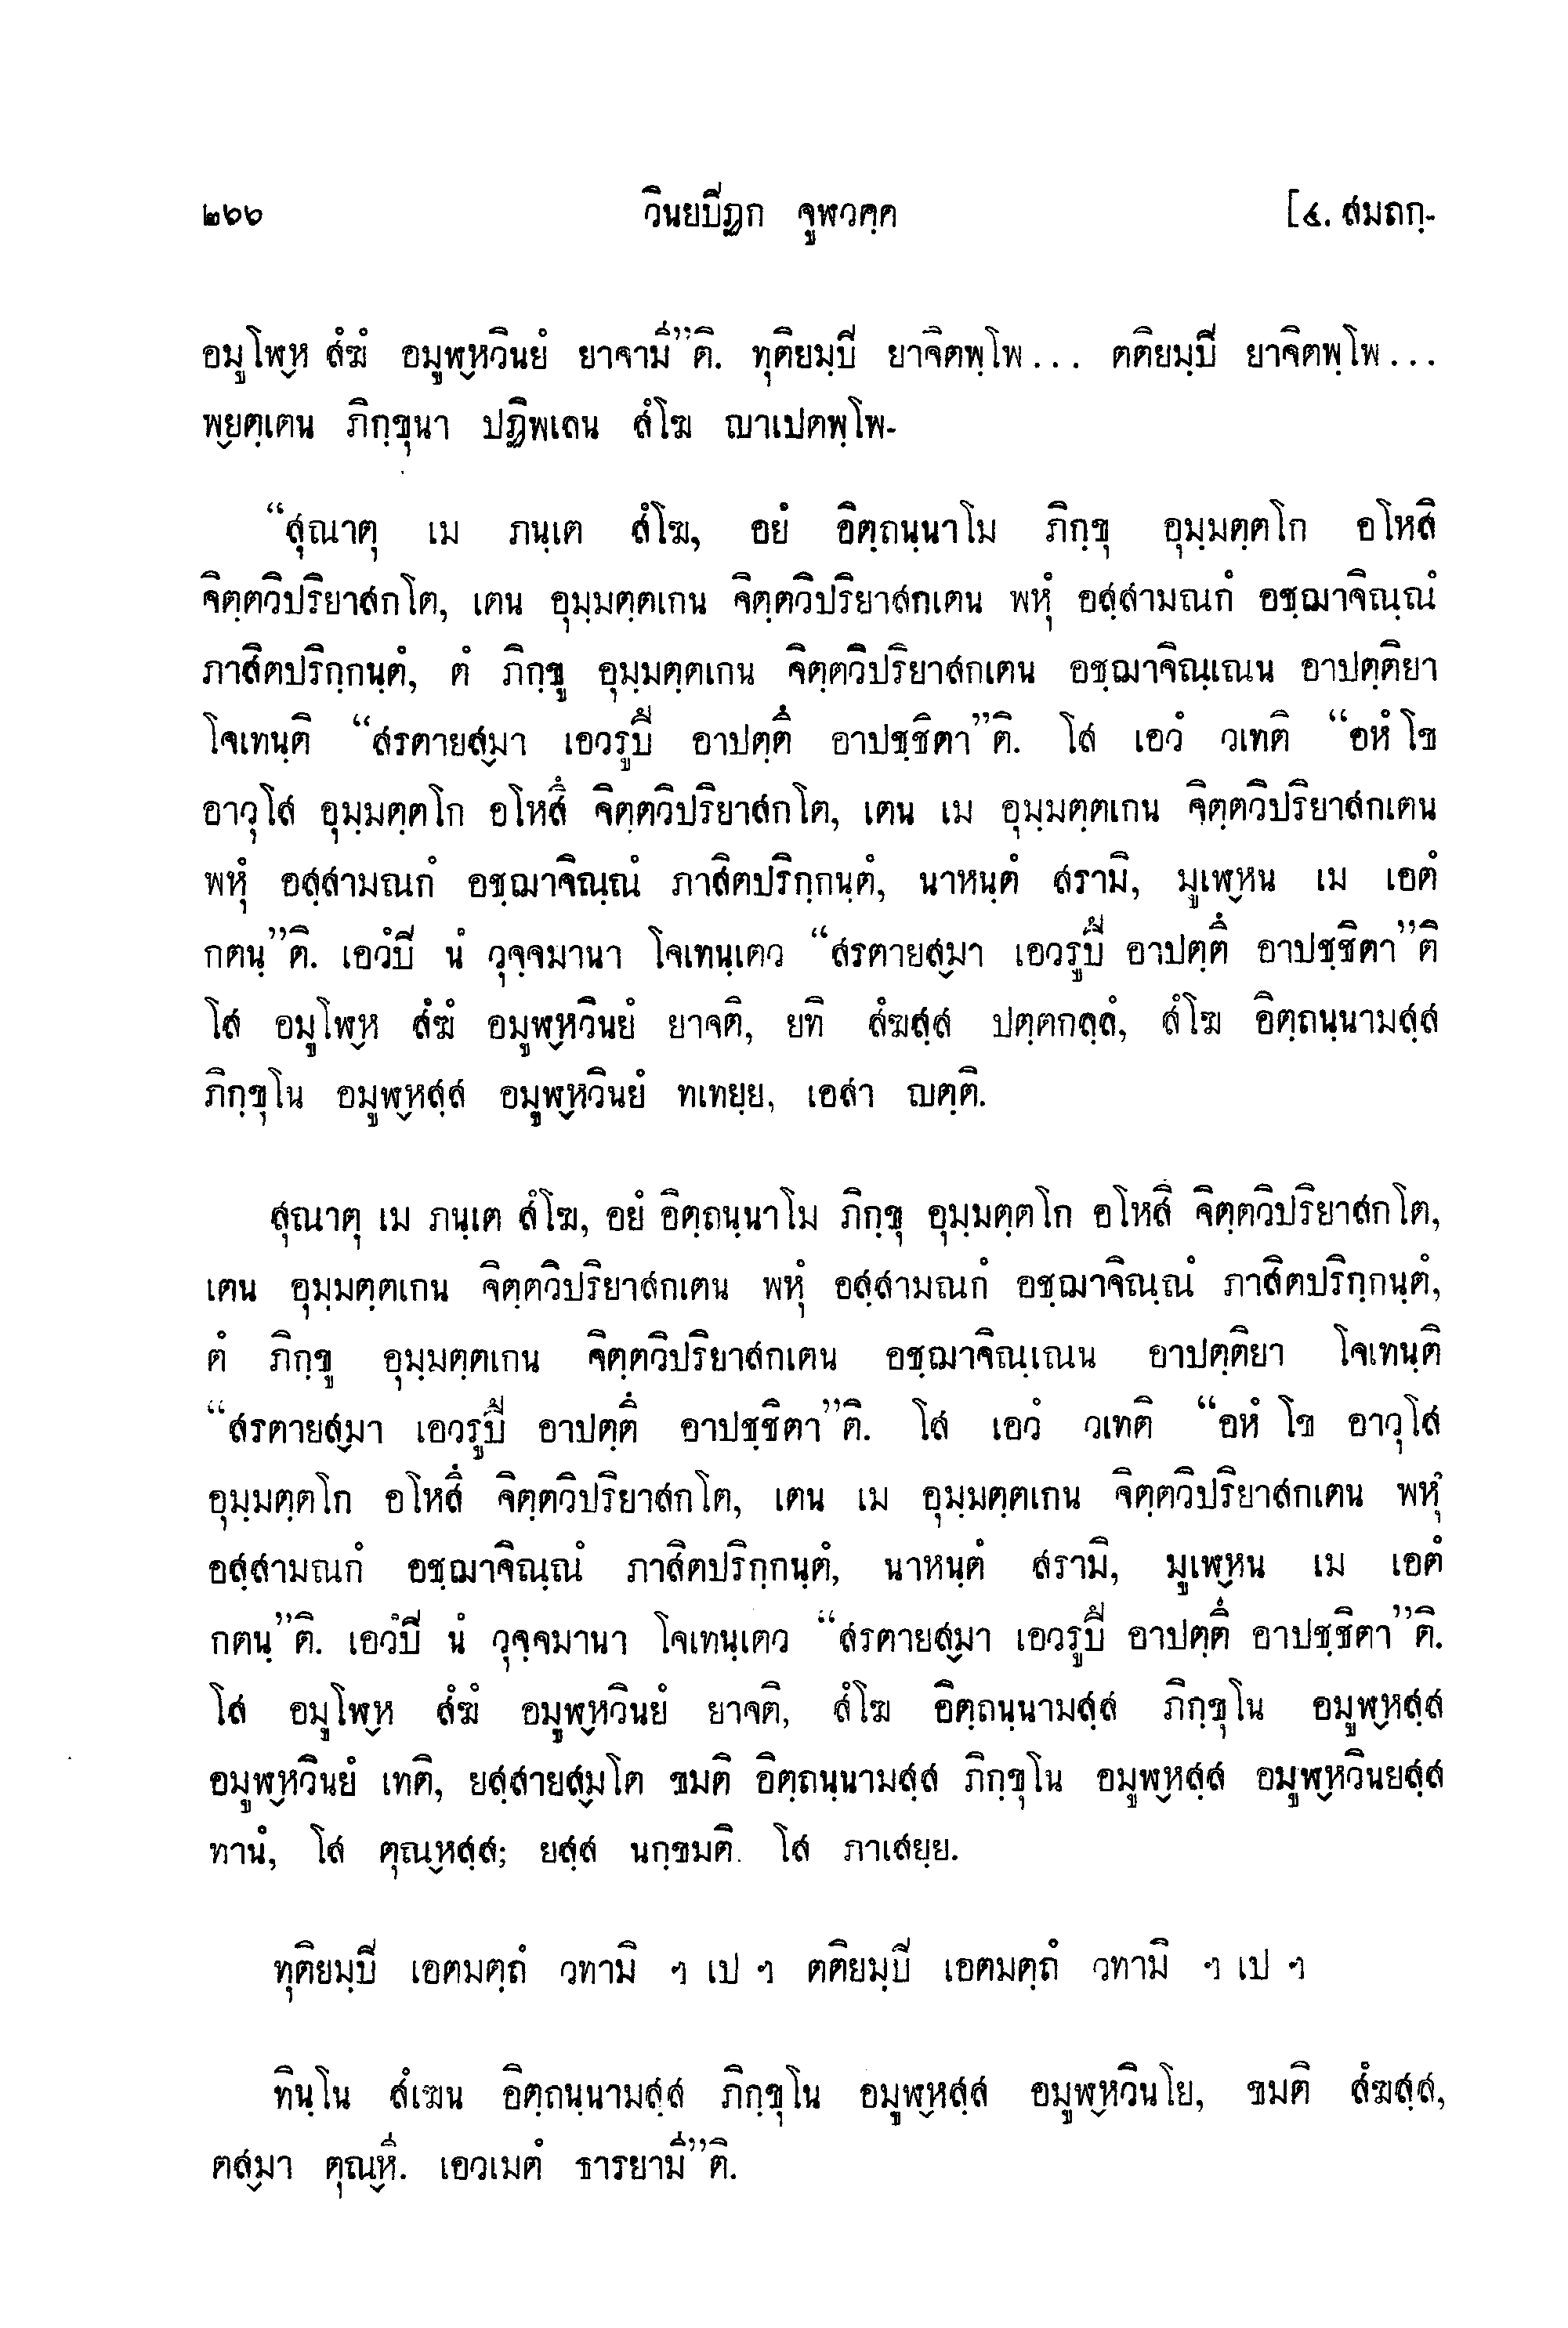 ๒๖๖ วินยปิฏก จูฬวคฺค [๔. สมถกฺ-
อมูโฬฺห สํฆํ อมูฬฺหวินยํ ยาจามี”ติ. ทุติยมฺปิ ยาจิตพฺโพ... ตติยมฺปิ ยาจิตพฺโพ...
พฺยตฺเตน ภิกฺขุนา ปฏิพเลน สํโฆ ญาเปตพฺโพ-
“สุณาตุ เม ภนฺเต สํโฆ, อยํ อิตฺถนฺนาโม ภิกฺขุ อุมฺมตฺตโก อโหสิ
จิตฺตวิปริยาสกโต, เตน อุมฺมตฺตเกน จิตฺตวิปริยาสกเตน พหุํ อสฺสามณกํ อชฺฌาจิณฺณํ
ภาสิตปริกฺกนฺตํ, ตํ ภิกฺขู อุมฺมตฺตเกน จิตฺตวิปริยาสกเตน อชฺฌาจิณฺเณน อาปตฺติยา
โจเทนฺติ “สรตายสฺมา เอวรูปึ อาปตฺตึ อาปชฺชิตา”ติ. โส เอวํ วเทติ “อหํ โข
อาวุโส อุมฺมตฺตโก อโหสึ จิตฺตวิปริยาสกโต, เตน เม อุมฺมตฺตเกน จิตฺตวิปริยาสกเตน
พหุํ อสฺสามณกํ อชฺฌาจิณฺณํ ภาสิตปริกฺกนฺตํ, นาหนฺตํ สรามิ, มูเฬฺหน เม เอตํ
กตนฺ”ติ. เอวํปิ นํ วุจฺจมานา โจเทนฺเตว “สรตายสฺมา เอวรูปึ อาปตฺตึ อาปชฺชิตา”ติ
โส อมูโฬฺห สํฆํ อมูฬฺหวินยํ ยาจติ, ยทิ สํฆสฺส ปตฺตกลฺลํ, สํโฆ อิตฺถนฺนามสฺส
ภิกฺขุโน อมูฬฺหสฺส อมูฬฺหวินยํ ทเทยฺย, เอสา ญตฺติ.
สุณาตุ เม ภนฺเต สํโฆ, อยํ อิตฺถนฺนาโม ภิกฺขุ อุมฺมตฺตโก อโหสิ จิตฺตวิปริยาสกโต,
เตน อุมฺมตฺตเกน จิตฺตวิปริยาสกเตน พหุํ อสฺสามณกํ อชฺฌาจิณฺณํ ภาสิตปริกฺกนฺตํ,
ตํ ภิกฺขู อุมฺมตฺตเกน จิตฺตวิปริยาสกเตน อชฺฌาจิณฺเณน อาปตฺติยา โจเทนฺติ
“สรตายสฺมา เอวรูปึ อาปตฺตึ อาปชฺชิตา”ติ. โส เอวํ วเทติ “อหํ โข อาวุโส
อุมฺมตฺตโก อโหสึ จิตฺตวิปริยาสกโต, เตน เม อุมฺมตฺตเกน จิตฺตวิปริยาสกเตน พหุํ
อสฺสามณกํ อชฺฌาจิณฺณํ ภาสิตปริกฺกนฺตํ, นาหนฺตํ สรามิ, มูเฬฺหน เม เอตํ
กตนฺ”ติ. เอวํปิ นํ วุจฺจมานา โจเทนฺเตว “สรตายสฺมา เอวรูปึ อาปตฺตึ อาปชฺชิตา”ติ.
โส อมูโฬฺห สํฆํ อมูฬฺหวินยํ ยาจติ, สํโฆ อิตฺถนฺนามสฺส ภิกฺขุโน อมูฬฺหสฺส
อมูฬฺหวินยํ เทติ, ยสฺสายสฺมโต ขมติ อิตฺถนฺนามสฺส ภิกฺขุโน อมูฬฺหสฺส อมูฬฺหวินยสฺส
ทานํ, โส ตุณฺหสฺส; ยสฺส นกฺขมติ. โส ภาเสยฺย.
ทุติยมฺปิ เอตมตฺถํ วทามิ ฯ เป ฯ ตติยมฺปิ เอตมตฺถํ วทามิ ฯ เป ฯ
ทินฺโน สํเฆน อิตฺถนฺนามสฺส ภิกฺขุโน อมูฬฺหสฺส อมูฬฺหวินโย, ขมติ สํฆสฺส,
ตสฺมา ตุณฺหี. เอวเมตํ ธารยามี”ติ.